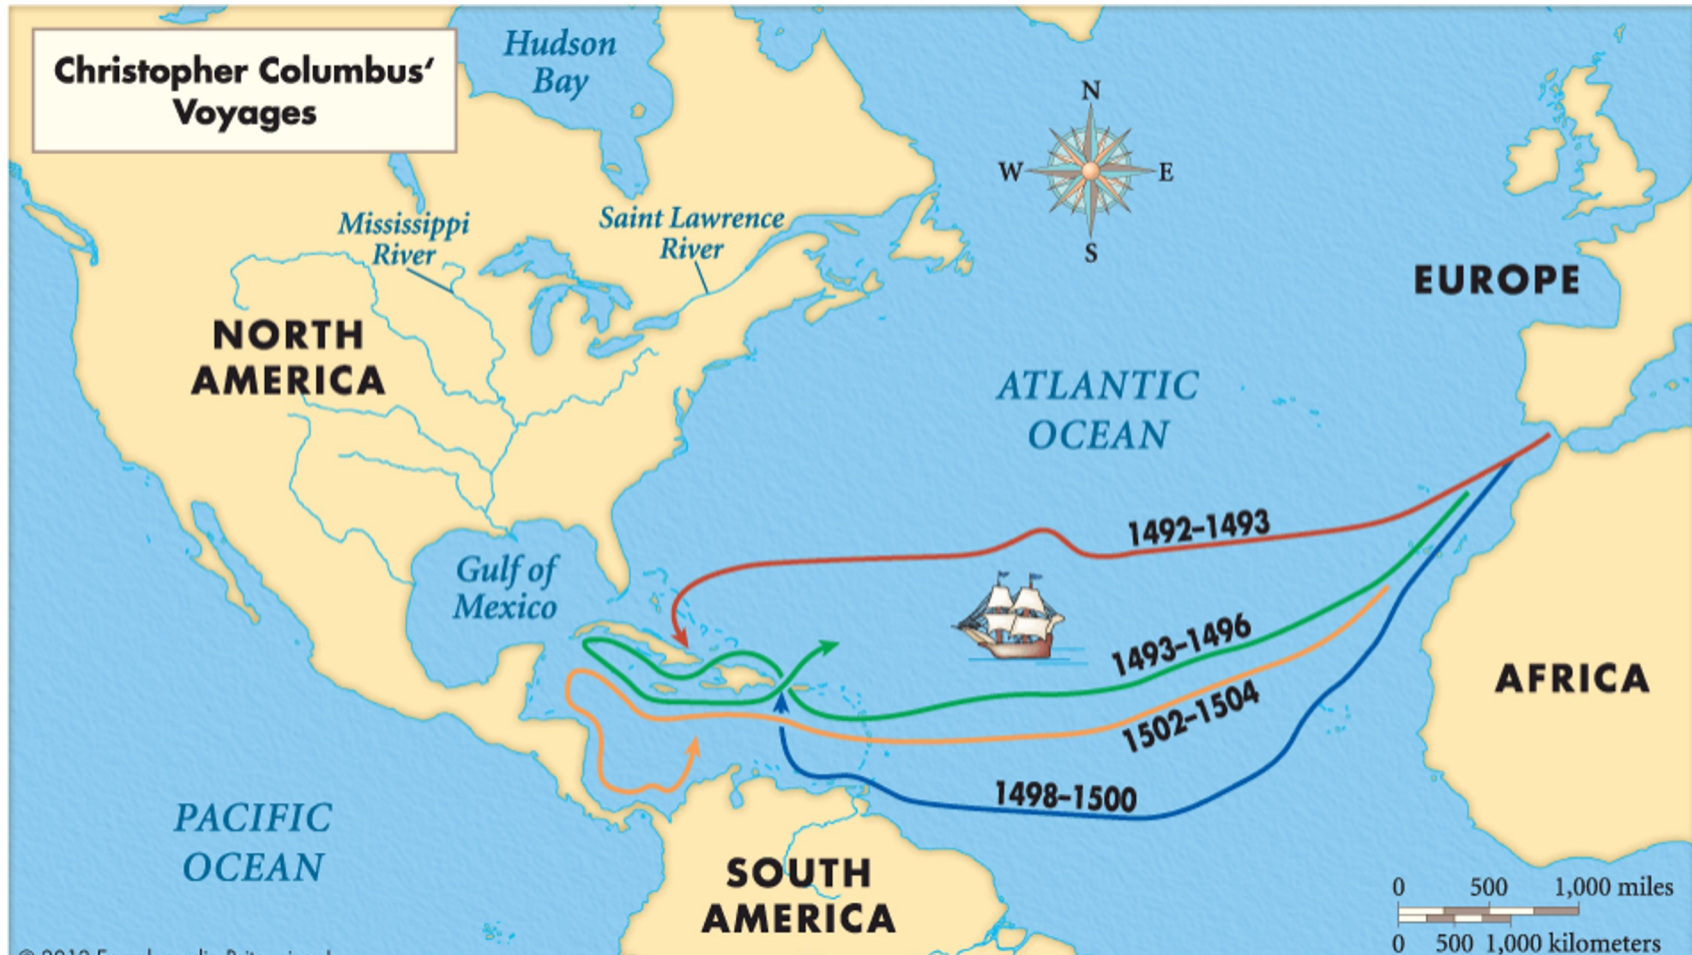 Christopher Columbus‘
Voyages
Hudson
Bay
N
W
E
S
Mississippi
River
Saint Lawrence
River
EUROPE
NORTH
AMERICA
ATLANTIC
OCEAN
1492–1493
Gulf of
Mexico
1493–1496
AFRICA
1502–1504
1498–1500
PACIFIC
OCEAN
SOUTH
AMERICA
0 500 1,000 miles
0 500 1,000 kilometers